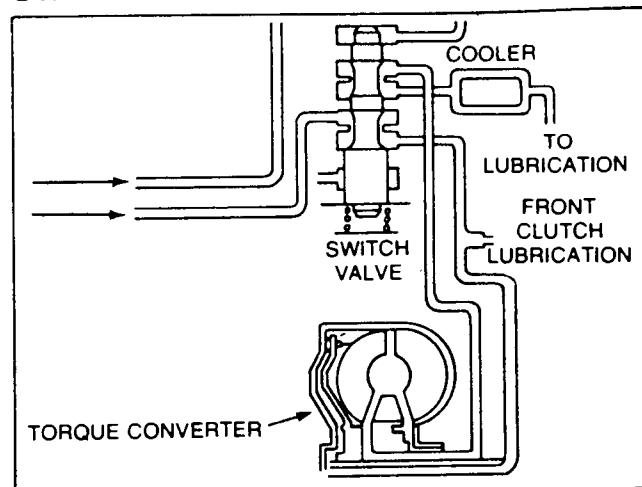 COOLER
TO
LUBRICATION
FRONT
CLUTCH
LUBRICATION
SWITCH
VALVE
TORQUE CONVERTER